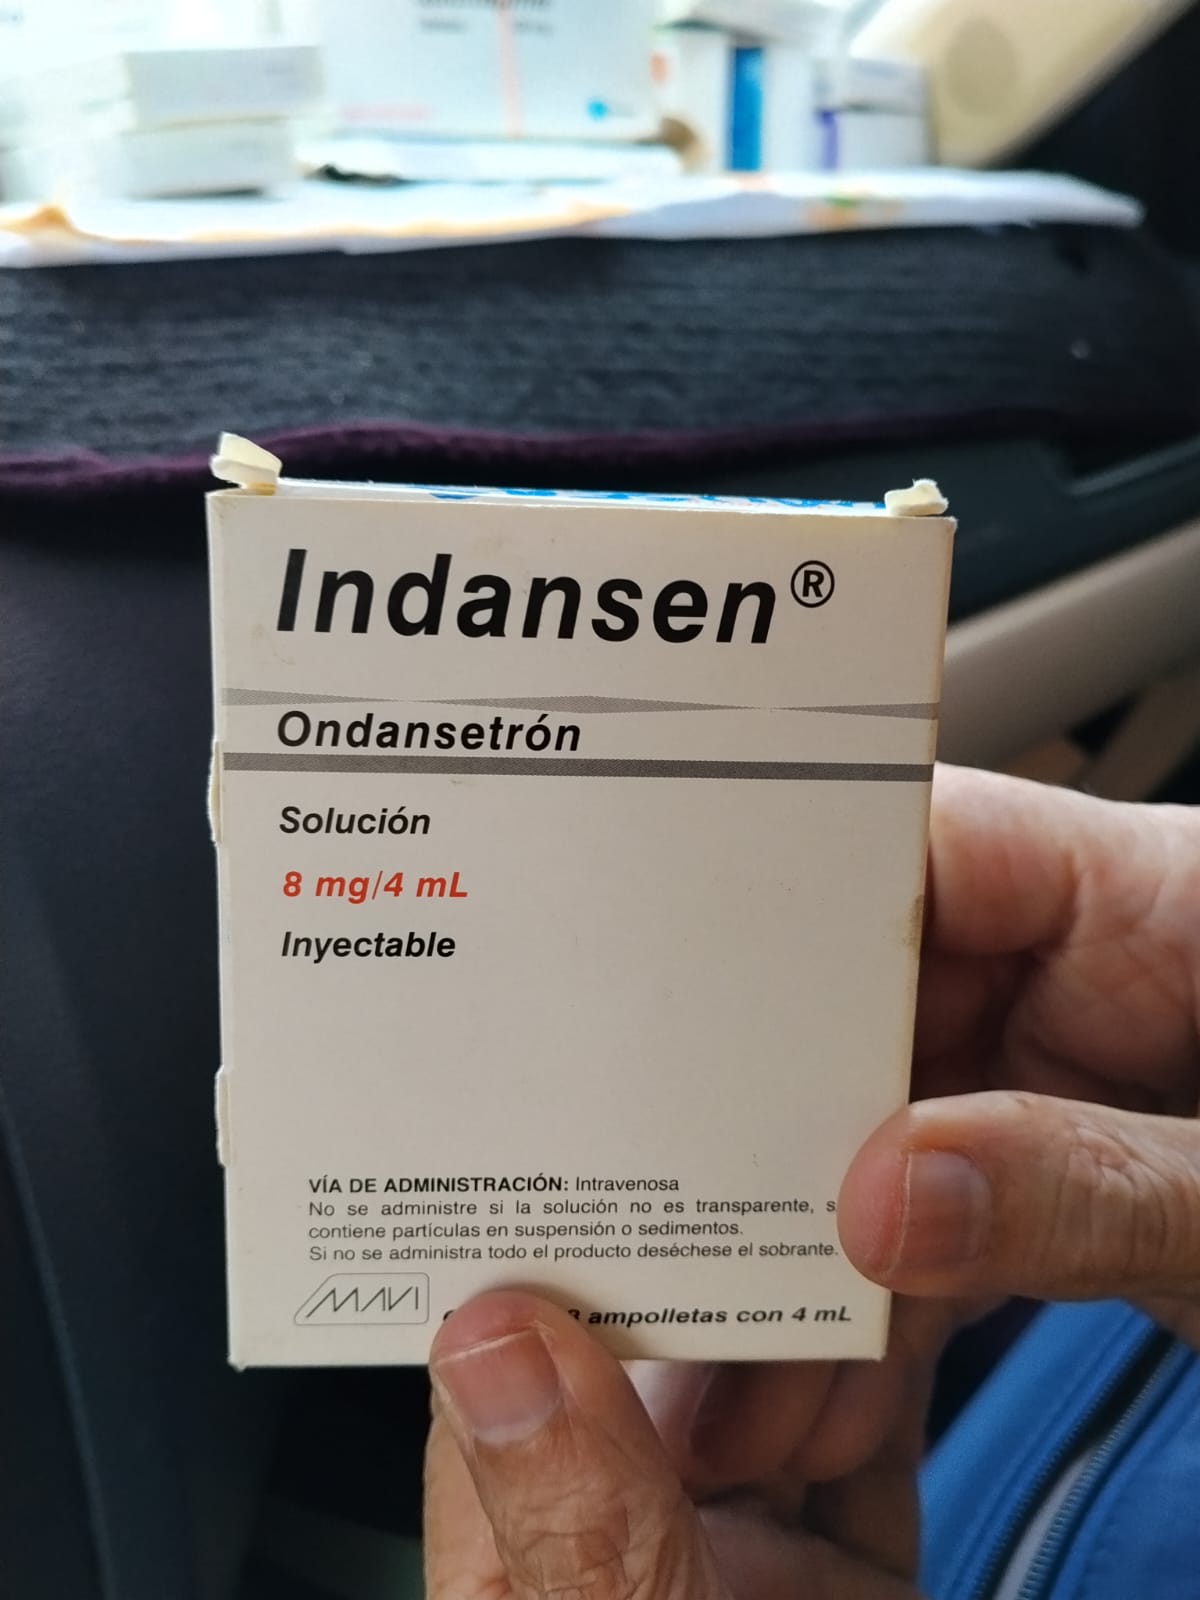 Indansen®
Ondansetrón
Solución
8 mg/4 mL
Inyectable
VÍA DE ADMINISTRACIÓN: Intravenosa
No se administre si la solución no es transparente, s
contiene partículas en suspensión o sedimentos.
Si no se administra todo el producto deséchese el sobrante.
MAVI
ampolletas con 4 mL